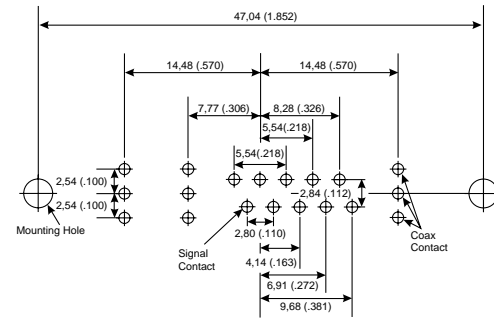 47,04 (1.852)
14,48 (.570)
14,48 (.570)
7,77 (.306)
8,28 (.326)
5,54(.218)
5,54(.218)
2,54 (.100)
2,84 (.112)
2,54 (.100)
Mounting Hole
2,80 (.110)
Signal
Contact
Coax
Contact
4,14 (.163)
6,91 (.272)
9,68 (.381)